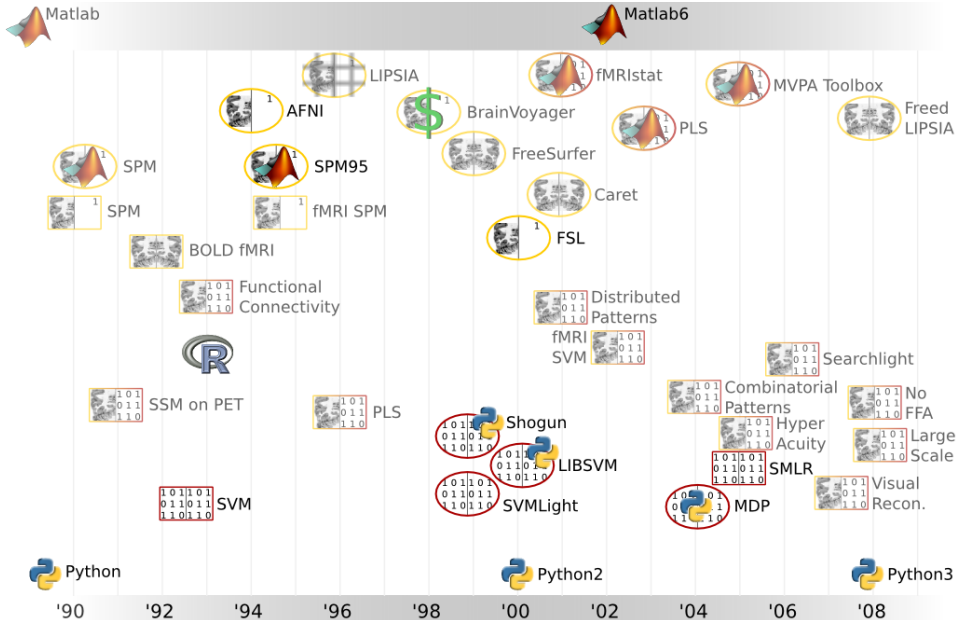 Matlab
Matlab6
LIPSIA
fMRIstat
MVPA Toolbox
AFNI
BrainVoyager
PLS
Freed
LIPSIA
FreeSurfer
SPM
SPM95
Caret
SPM
fMRI SPM
FSL
BOLD fMRI
Functional
Connectivity
Distributed
Patterns
fMRI
SVM
R
Searchlight
SSM on PET
PLS
Combinatorial
Patterns
No
FFA
Shogun
Hyper
Acuity
Large
Scale
LIBSVM
SMLR
SVM
SVMLight
MDP
Visual
Recon.
Python
Python2
Python3
'90
'92
'94
'96
'98
'00
'02
'04
'06
'08